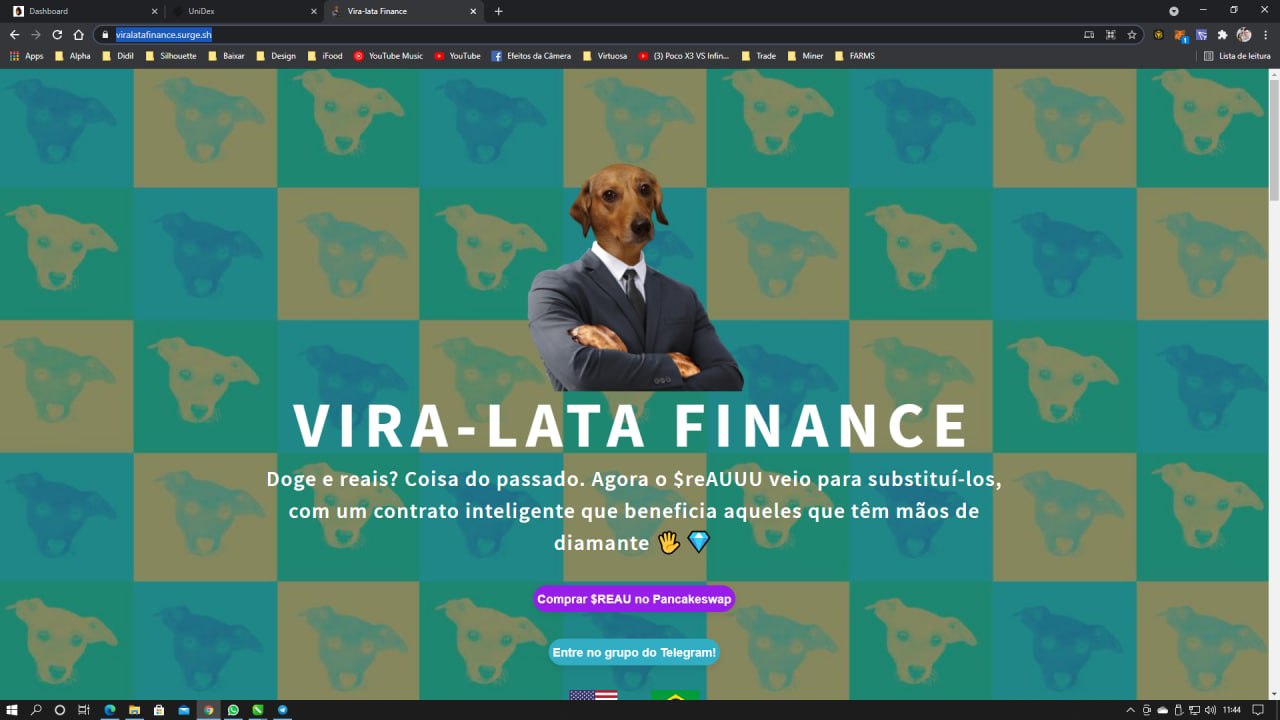 Dashboard
UniDex
Vira-lata Finance
viralatafinance.surge.sh
Apps
Alpha
Didil
Silhouette
Baixar
Design
iFood
YouTube Music
YouTube
Efeitos da Câmera
Virtuosa
(3) Poco X3 VS Infin...
Trade
Miner
FARMS
Lista de leitura
VIRA-LATA FINANCE
Doge e reais? Coisa do passado. Agora o $reAUUU veio para substituí-los,
com um contrato inteligente que beneficia aqueles que têm mãos de
diamante 🖐💎
Comprar $REAU no Pancakeswap
Entre no grupo do Telegram!
11:44